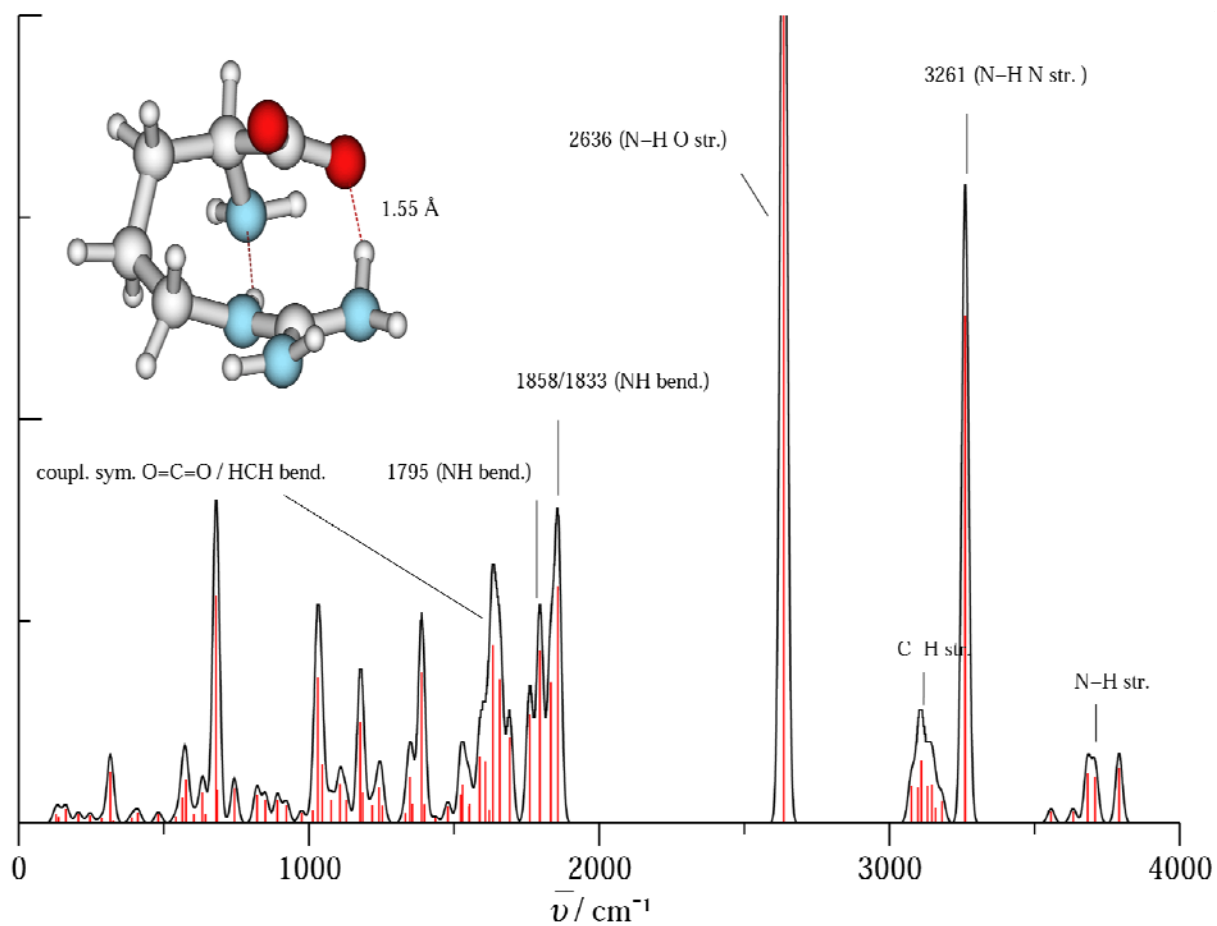 3261 (N–H N str. )
2636 (N–H O str.)
1.55 Å
1858/1833 (NH bend.)
coupl. sym. O=C=O / HCH bend.
1795 (NH bend.)
C H str.
N–H str.
0
1000
2000
3000
4000
ν̅ / cm⁻¹